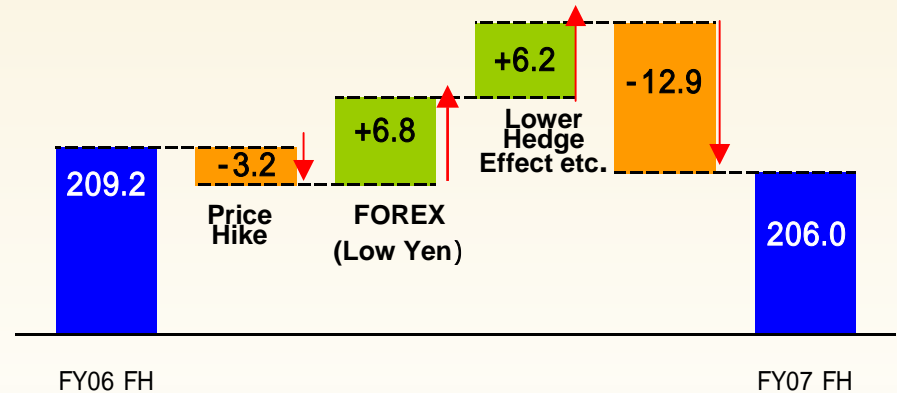 +6.2
-12.9
+6.8
Lower
Hedge
Effect etc.
-3.2
209.2
Price
Hike
FOREX
(Low Yen)
206.0
FY06 FH
FY07 FH